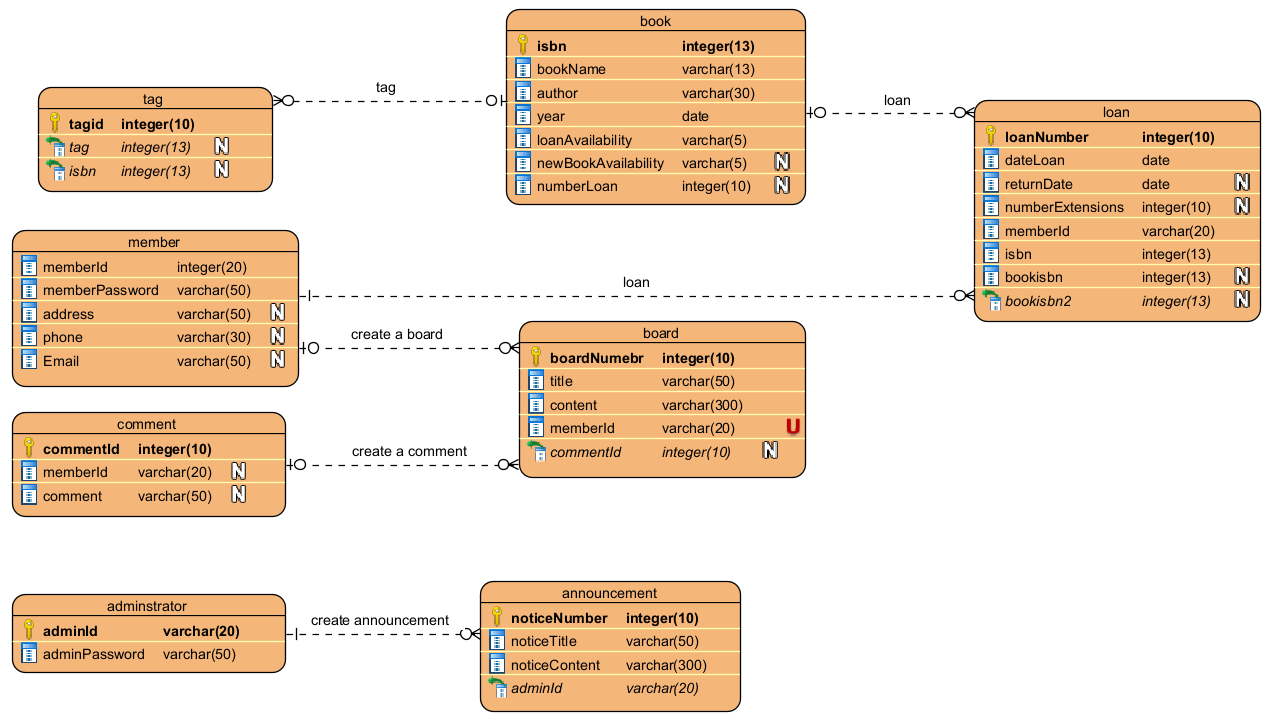 book
isbn integer(13)
bookName varchar(13)
author varchar(30)
year date
loanAvailability varchar(5)
newBookAvailability varchar(5) N
numberLoan integer(10) N
tag
loan
tag
tagid integer(10)
tag integer(13) N
isbn integer(13) N
loan
loanNumber integer(10)
dateLoan date
returnDate date N
numberExtensions integer(10) N
memberId varchar(20)
isbn integer(13)
bookisbn integer(13) N
bookisbn2 integer(13) N
member
memberId integer(20)
memberPassword varchar(50)
address varchar(50) N
phone varchar(30) N
Email varchar(50) N
loan
create a board
board
boardNumebr integer(10)
title varchar(50)
content varchar(300)
memberId varchar(20) U
commentId integer(10) N
comment
commentId integer(10)
memberId varchar(20) N
comment varchar(50) N
create a comment
adminstrator
adminId varchar(20)
adminPassword varchar(50)
create announcement
announcement
noticeNumber integer(10)
noticeTitle varchar(50)
noticeContent varchar(300)
adminId varchar(20)